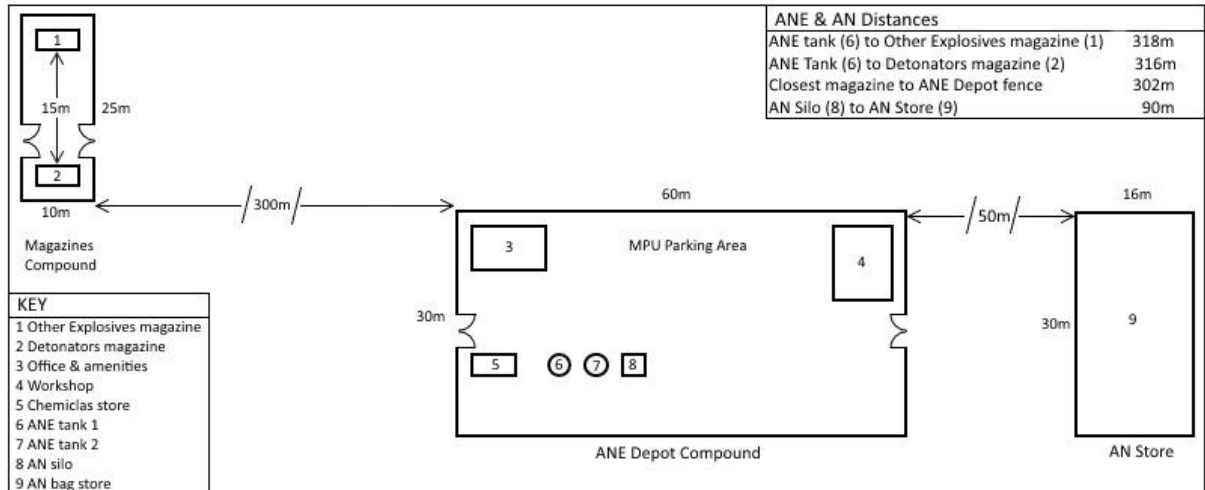 1
15m
25m
2
10m
Magazines
Compound
300m
ANE & AN Distances
ANE tank (6) to Other Explosives magazine (1) 318m
ANE Tank (6) to Detonators magazine (2) 316m
Closest magazine to ANE Depot fence 302m
AN Silo (8) to AN Store (9) 90m
60m
3
MPU Parking Area
4
30m
5
6
7
8
ANE Depot Compound
50m
16m
30m
9
AN Store
KEY
1 Other Explosives magazine
2 Detonators magazine
3 Office & amenities
4 Workshop
5 Chemiclas store
6 ANE tank 1
7 ANE tank 2
8 AN silo
9 AN bag store